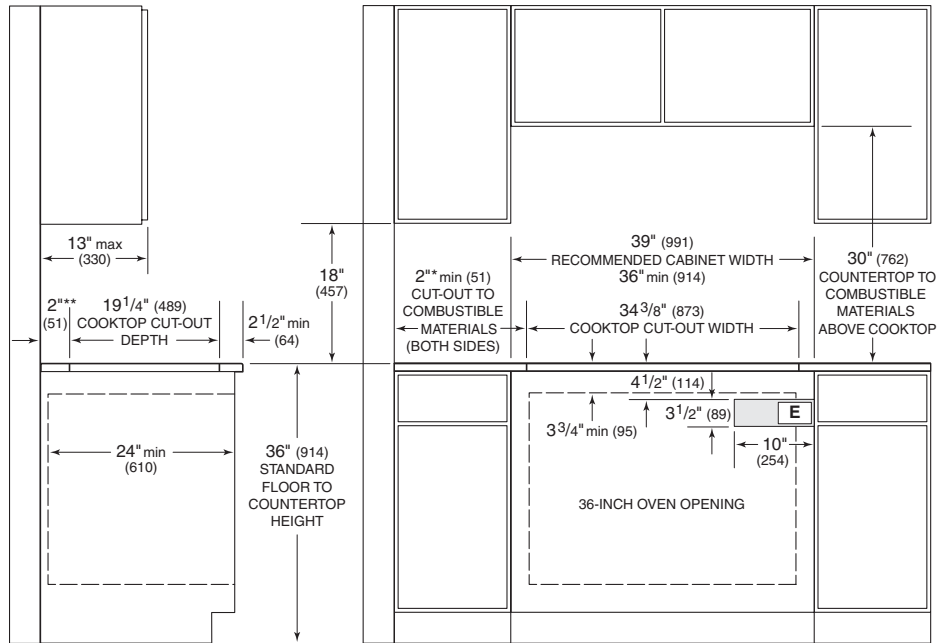 13" max
(330)
18"
(457)
2"**
(51)
19 1/4" (489)
COOKTOP CUT-OUT
DEPTH
2 1/2" min
(64)
24" min
(610)
36" (914)
STANDARD
FLOOR TO
COUNTERTOP
HEIGHT
2"* min (51)
CUT-OUT TO
COMBUSTIBLE
MATERIALS
(BOTH SIDES)
39" (991)
RECOMMENDED CABINET WIDTH
36" min (914)
34 3/8" (873)
COOKTOP CUT-OUT WIDTH
30" (762)
COUNTERTOP TO
COMBUSTIBLE
MATERIALS
ABOVE COOKTOP
4 1/2" (114)
3 1/2" (89)
E
3 3/4" min (95)
10"
(254)
36-INCH OVEN OPENING